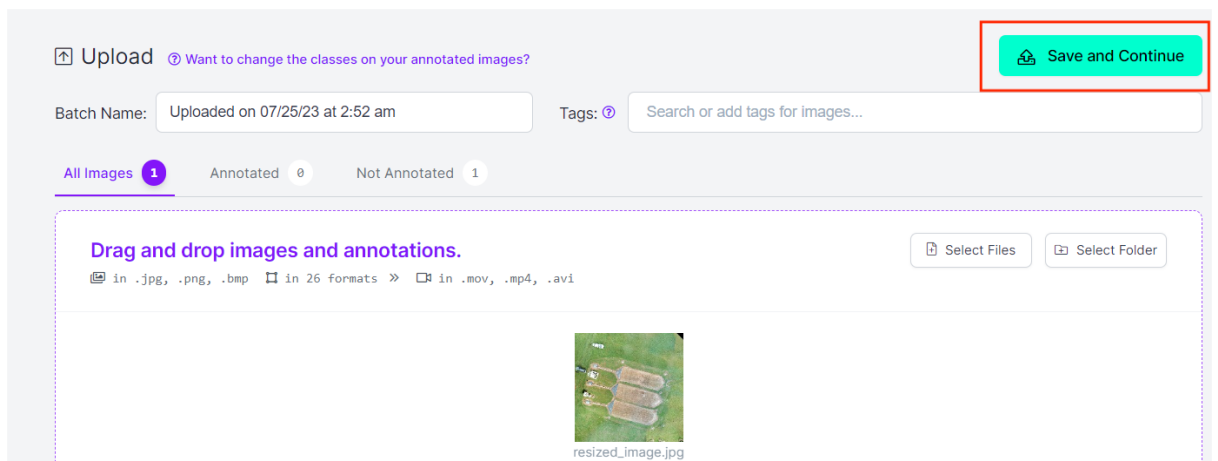 Upload Want to change the classes on your annotated images?
Save and Continue
Batch Name: Uploaded on 07/25/23 at 2:52 am Tags: Search or add tags for images...
All Images 1 Annotated 0 Not Annotated 1
Drag and drop images and annotations.
Select Files Select Folder
in .jpg, .png, .bmp in 26 formats » in .mov, .mp4, .avi
resized_image.jpg